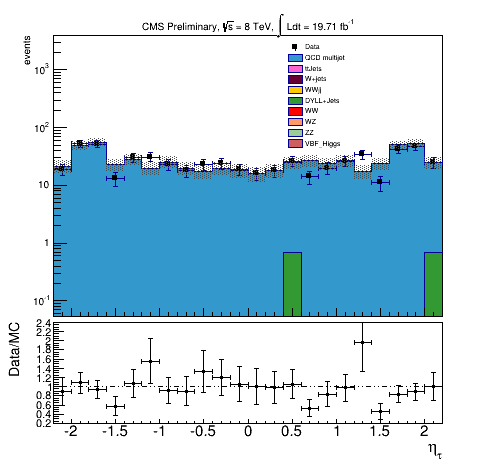 CMS Preliminary, √s = 8 TeV, ∫ Ldt = 19.71 fb⁻¹
events
Data
QCD multijet
ttJets
W+jets
WWjj
DYLL+Jets
WW
WZ
ZZ
VBF_Higgs
10³
10²
10
1
10⁻¹
Data/MC
2.4
2.2
2
1.8
1.6
1.4
1.2
1
0.8
0.6
0.4
0.2
-2 -1.5 -1 -0.5 0 0.5 1 1.5 2
η_τ